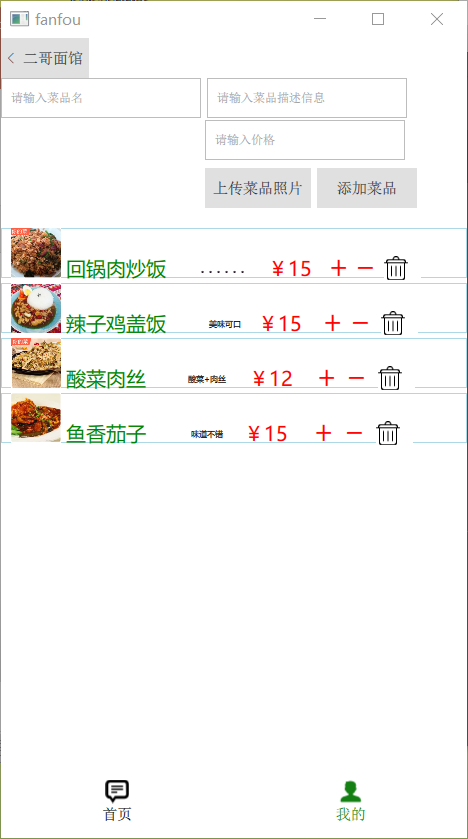 fanfou
二哥面馆
请输入菜品名 请输入菜品描述信息
请输入价格
上传菜品照片 添加菜品
回锅肉炒饭 ...... ￥15 + −
辣子鸡盖饭 美味可口 ￥15 + −
酸菜肉丝 酸菜+肉丝 ￥12 + −
鱼香茄子 味道不错 ￥15 + −
首页 我的